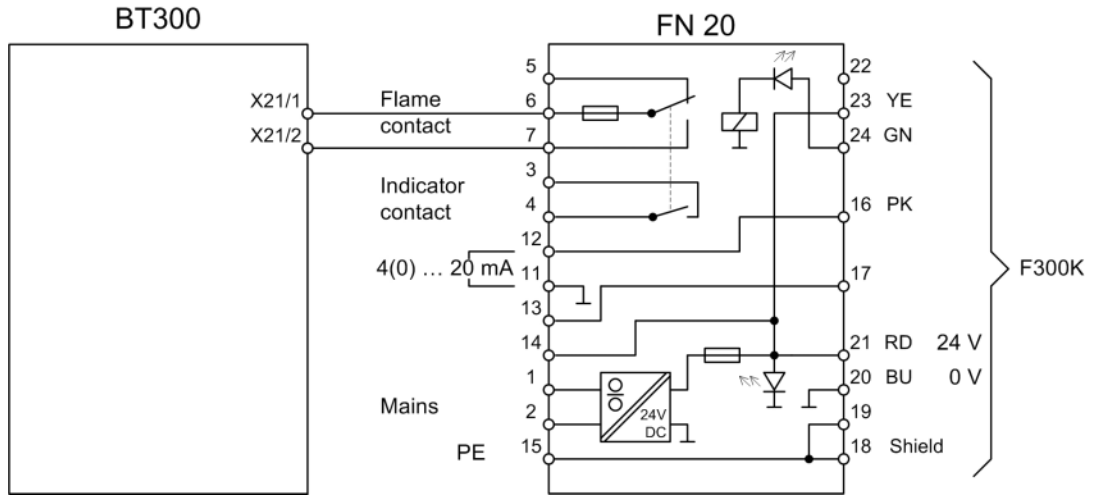 BT300
FN 20
5
22
X21/1
Flame
contact
6
23 YE
X21/2
7
24 GN
3
Indicator
contact
4
16 PK
12
4(0) … 20 mA
11
17
13
14
21 RD 24 V
1
20 BU 0 V
Mains
2
24V
DC
19
PE
15
18 Shield
F300K